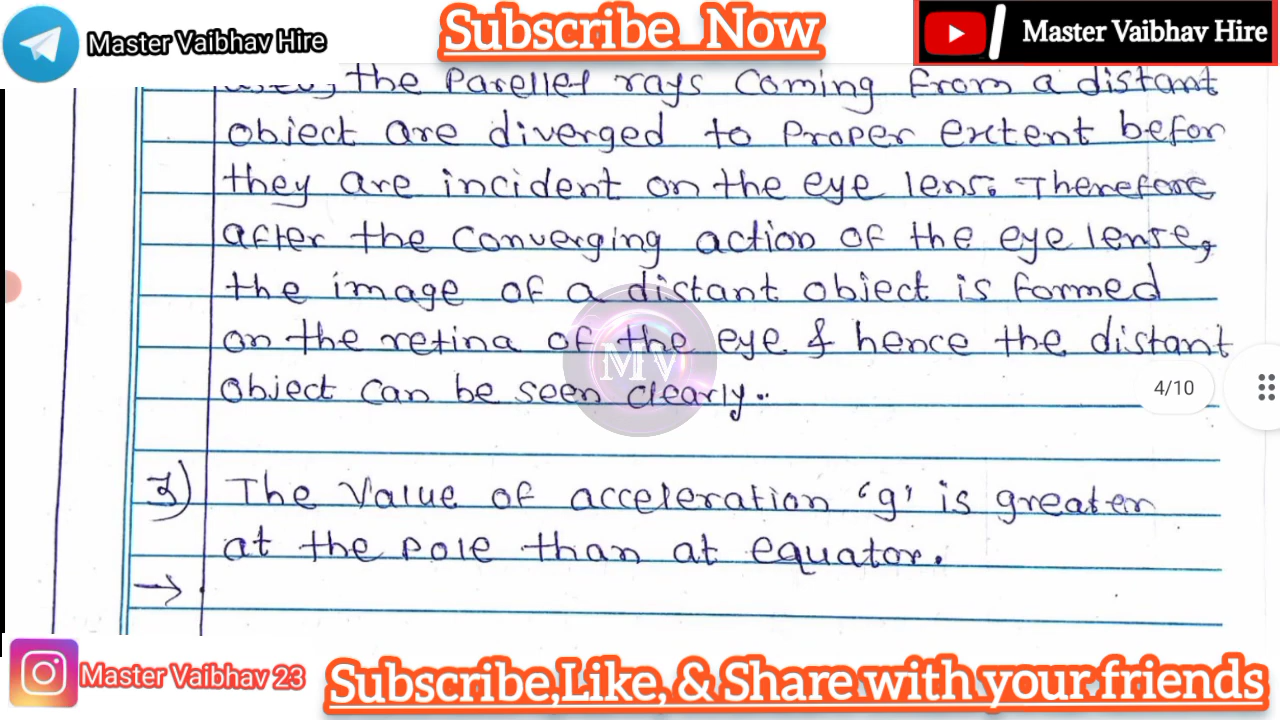 Master Vaibhav Hire
Subscribe Now
Master Vaibhav Hire
the Parellel rays Coming From a distant
object are diverged to Proper extent befor
they are incident on the eye lens. Therefore
after the Converging action of the eye lense,
the image of a distant object is formed
on the retina of the eye & hence the distant
object Can be seen clearly..
MV
4/10
3) The Value of acceleration 'g' is greater
at the Pole than at equator.
→
Master Vaibhav 23
Subscribe,Like, & Share with your friends